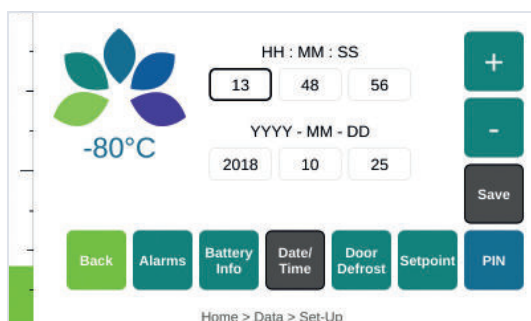 HH : MM : SS
+
13 48 56
-80°C
YYYY - MM - DD
-
2018 10 25
Save
Back Alarms Battery Info Date/ Time Door Defrost Setpoint PIN
Home > Data > Set-Up